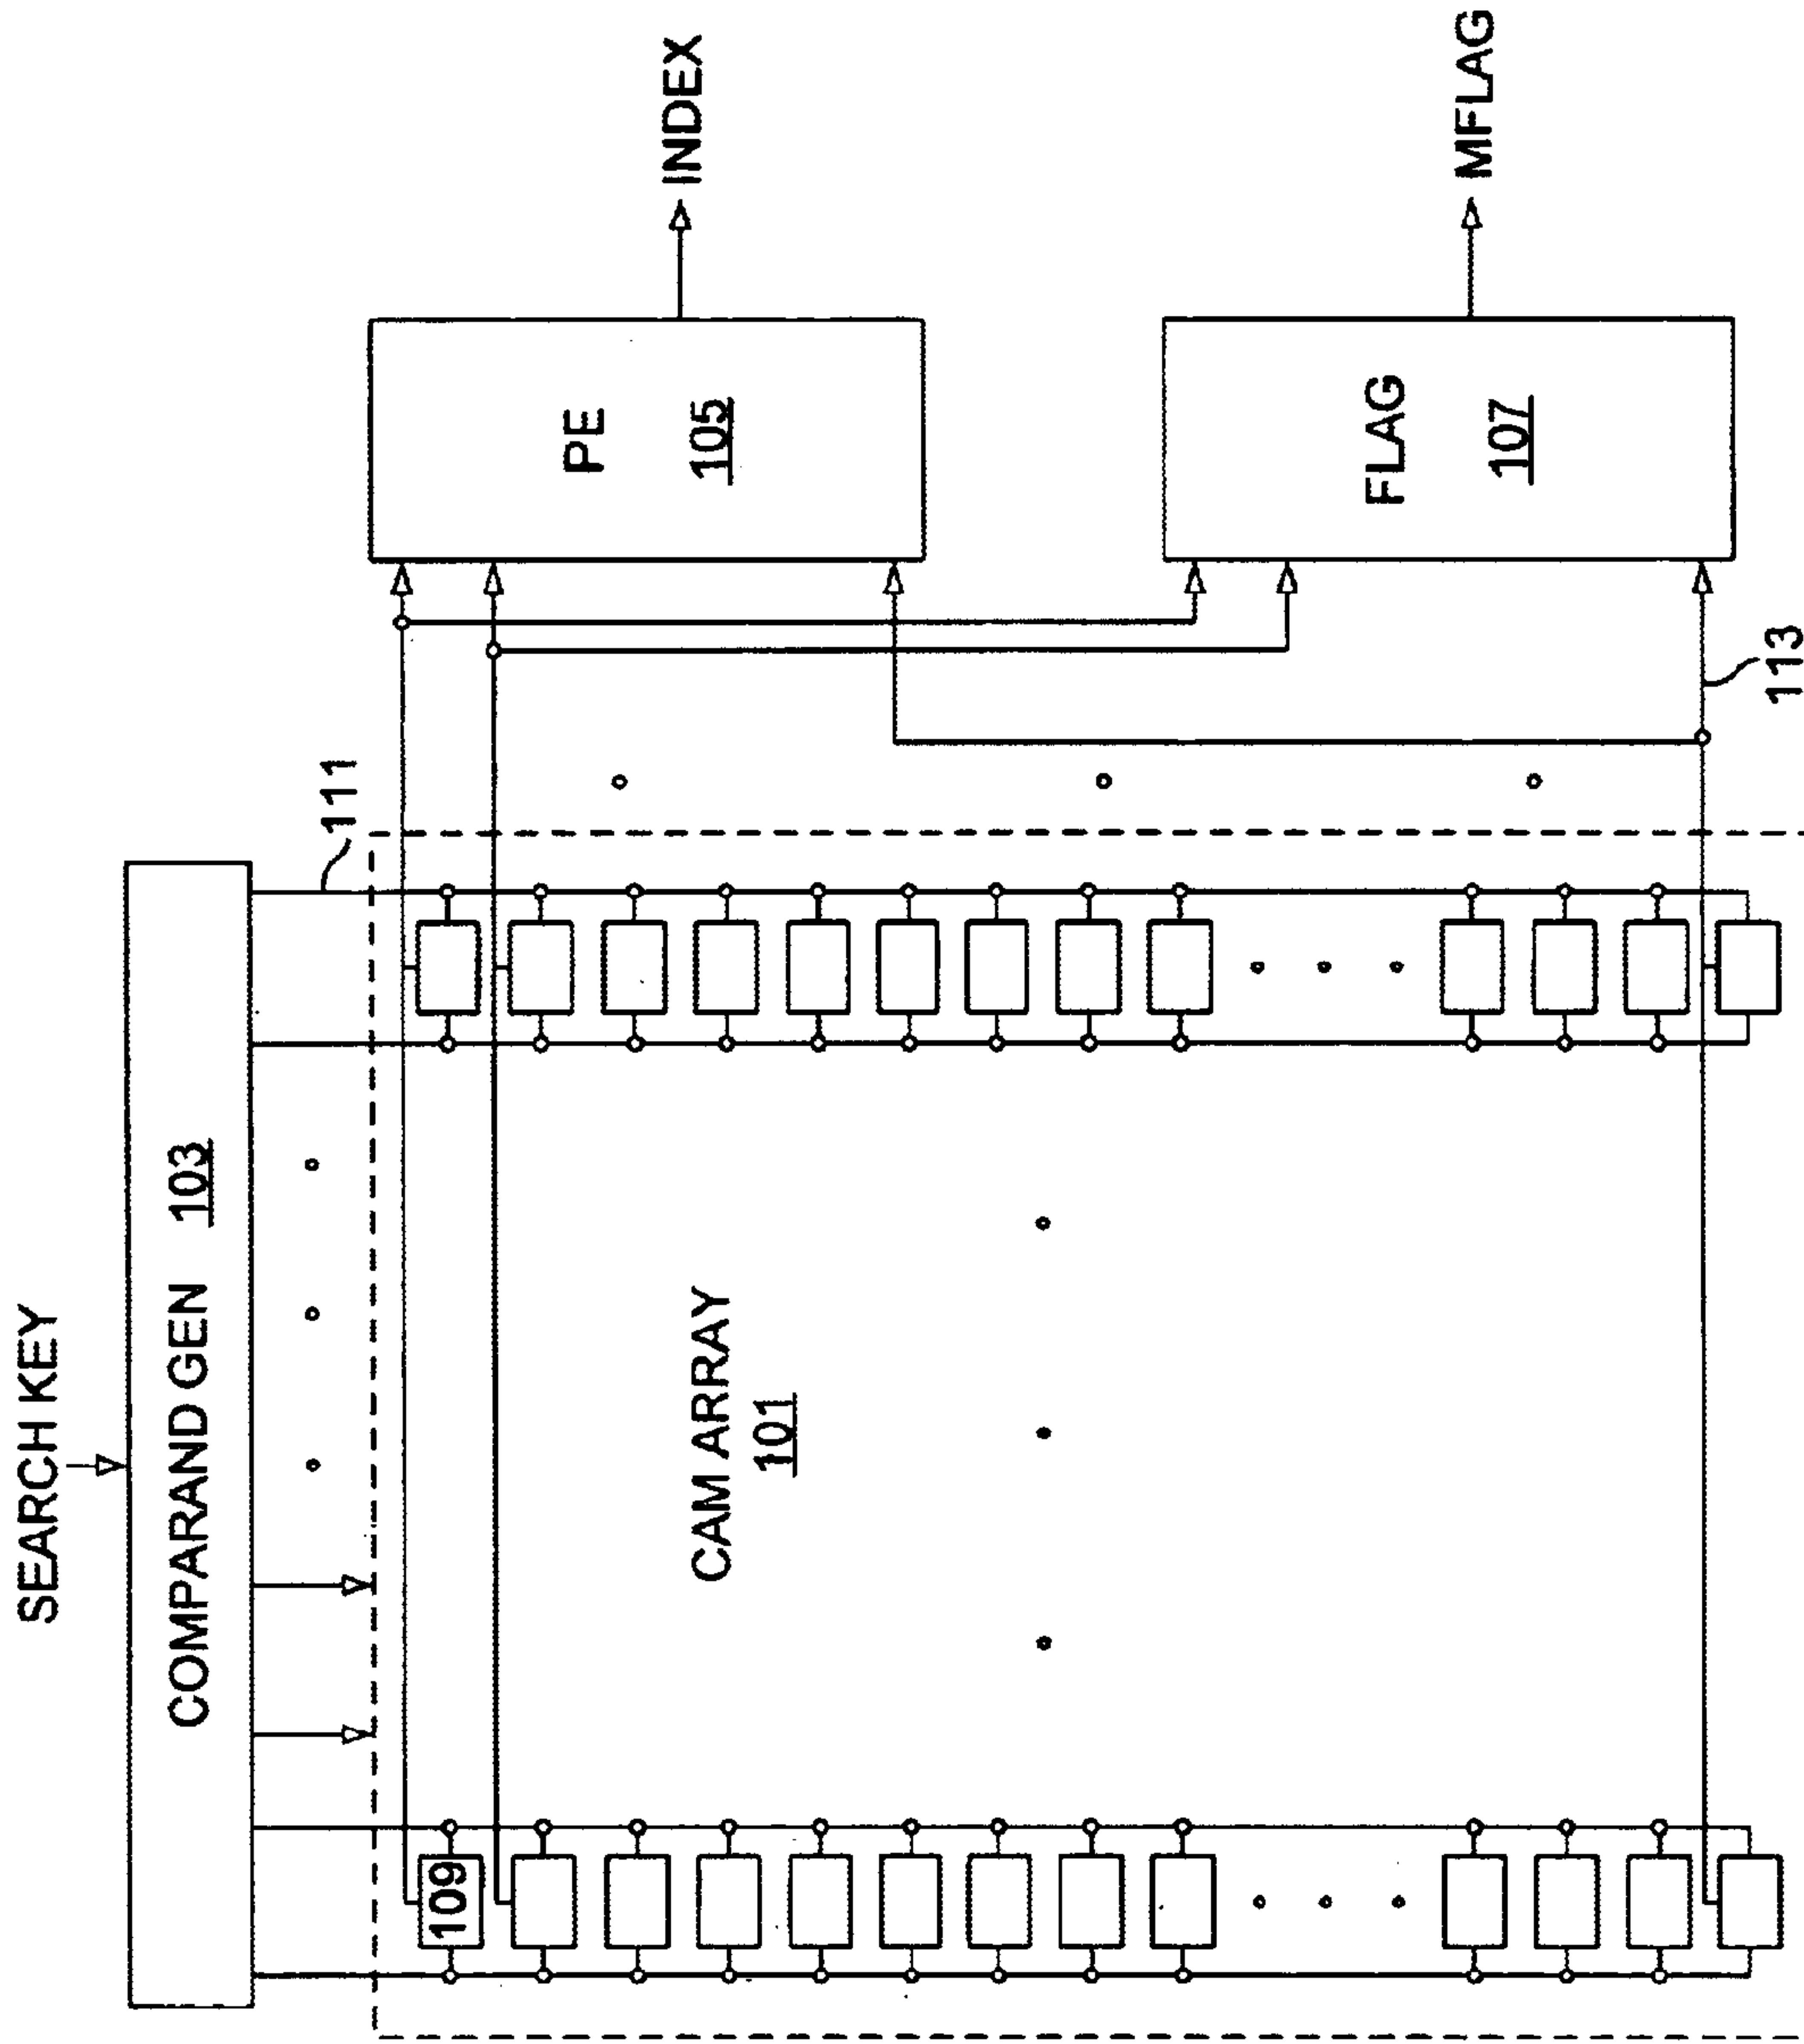 SEARCH KEY
COMPARAND GEN 103
111
CAM ARRAY
101
109
PE
105
INDEX
FLAG
107
MFLAG
113